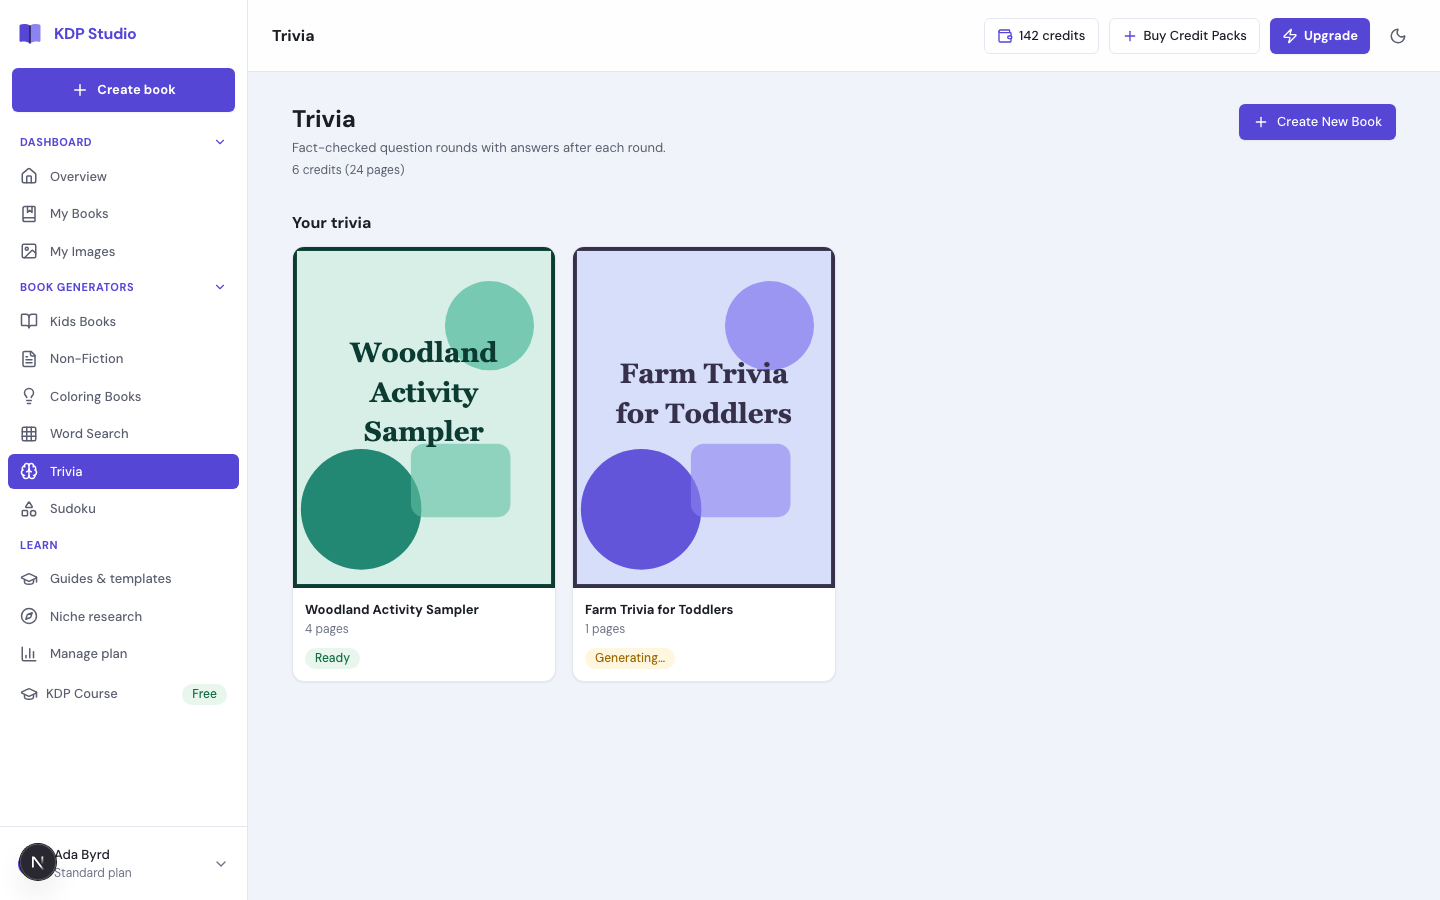 KDP Studio
Create book
DASHBOARD
Overview
My Books
My Images
BOOK GENERATORS
Kids Books
Non-Fiction
Coloring Books
Word Search
Trivia
Sudoku
LEARN
Guides & templates
Niche research
Manage plan
KDP Course
Free
N
Ada Byrd
Standard plan
Trivia
142 credits
Buy Credit Packs
Upgrade
Trivia
Fact-checked question rounds with answers after each round.
6 credits (24 pages)
Create New Book
Your trivia
Woodland
Activity
Sampler
Woodland Activity Sampler
4 pages
Ready
Farm Trivia
for Toddlers
Farm Trivia for Toddlers
1 pages
Generating...